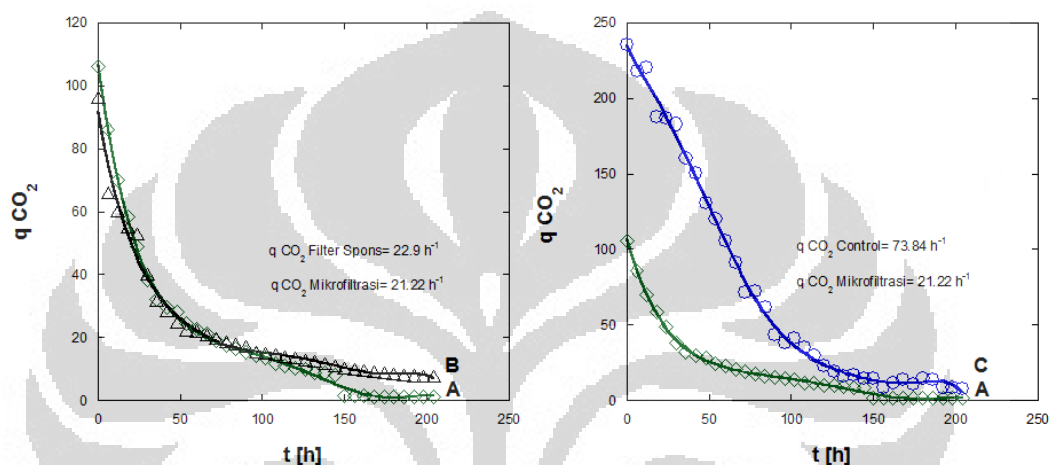 120
100
80
60
40
20
0
q CO₂
q CO₂ Filter Spons= 22.9 h⁻¹
q CO₂ Mikrofiltrasi= 21.22 h⁻¹
B
A
0 50 100 150 200 250
t [h]
250
200
150
100
50
0
q CO₂
q CO₂ Control= 73.84 h⁻¹
q CO₂ Mikrofiltrasi= 21.22 h⁻¹
C
A
0 50 100 150 200 250
t [h]